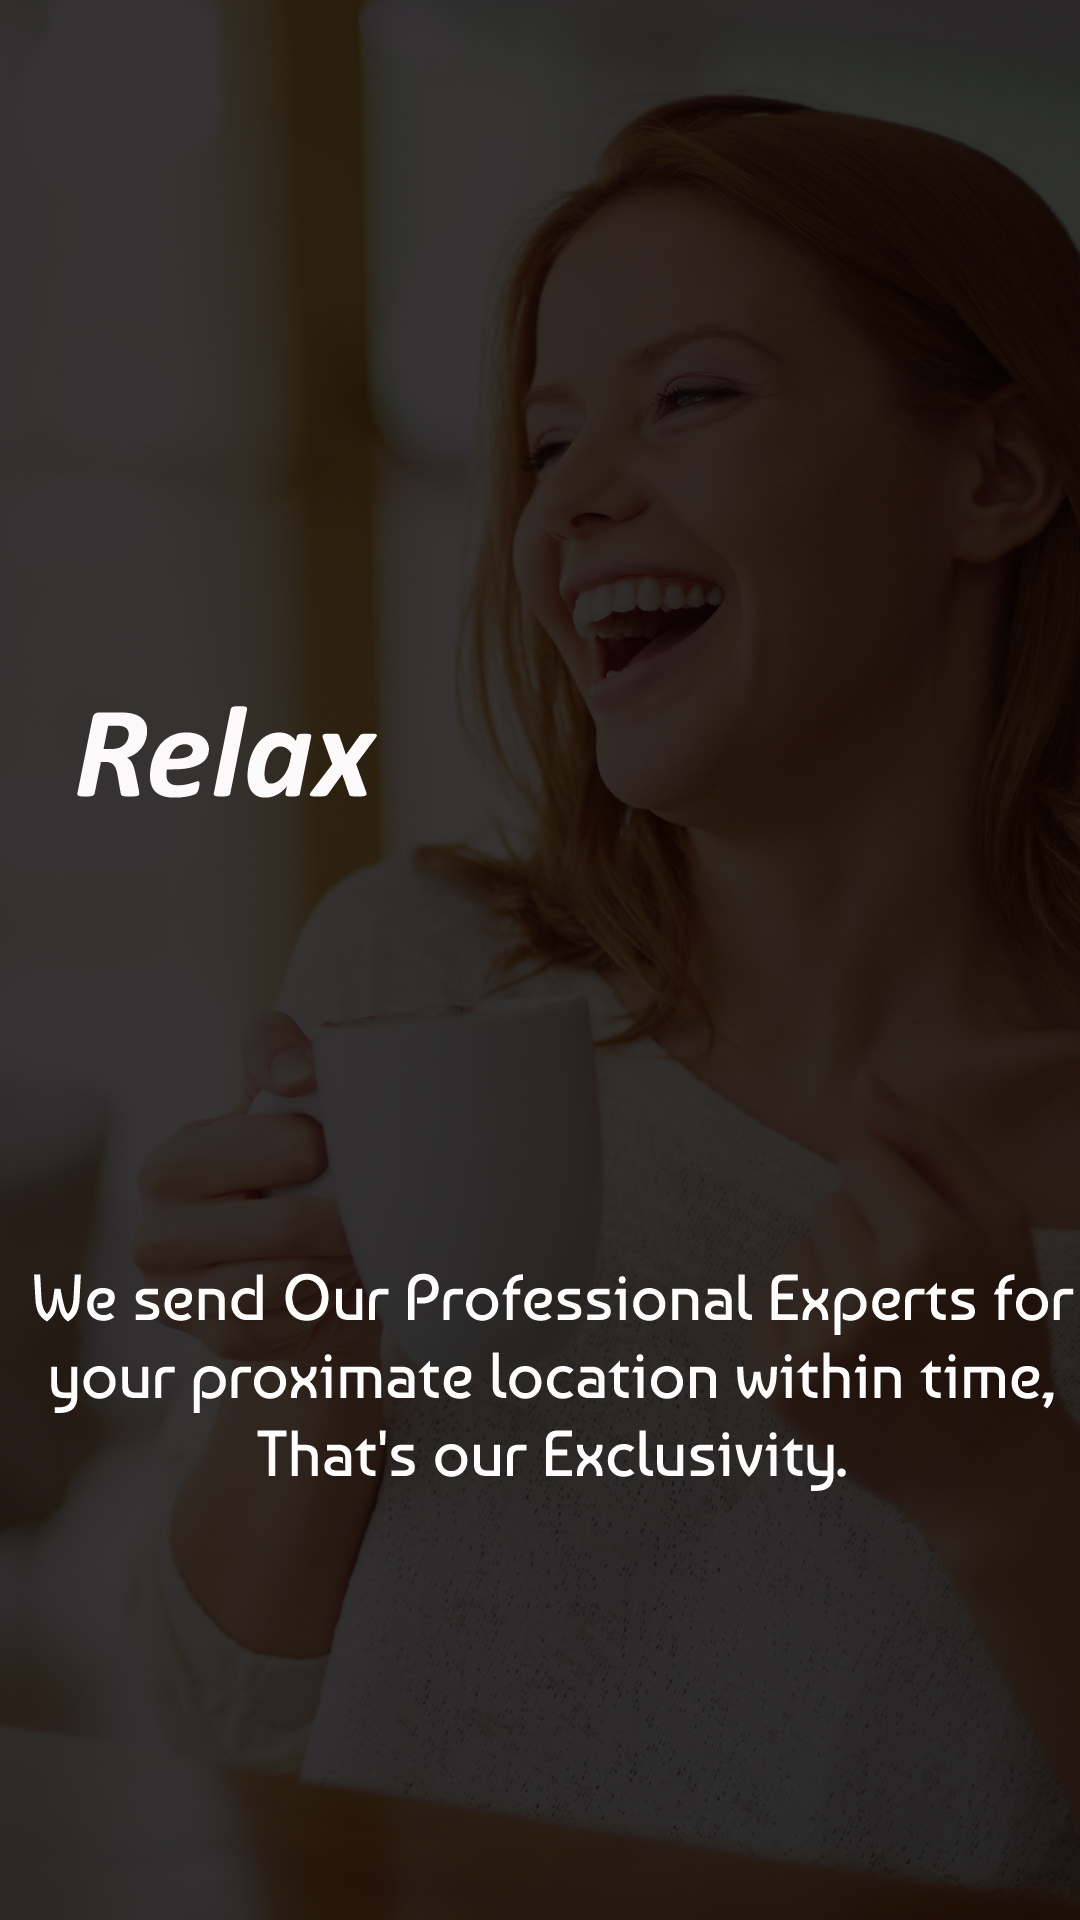 Relax
We send Our Professional Experts for
your proximate location within time,
That's our Exclusivity.